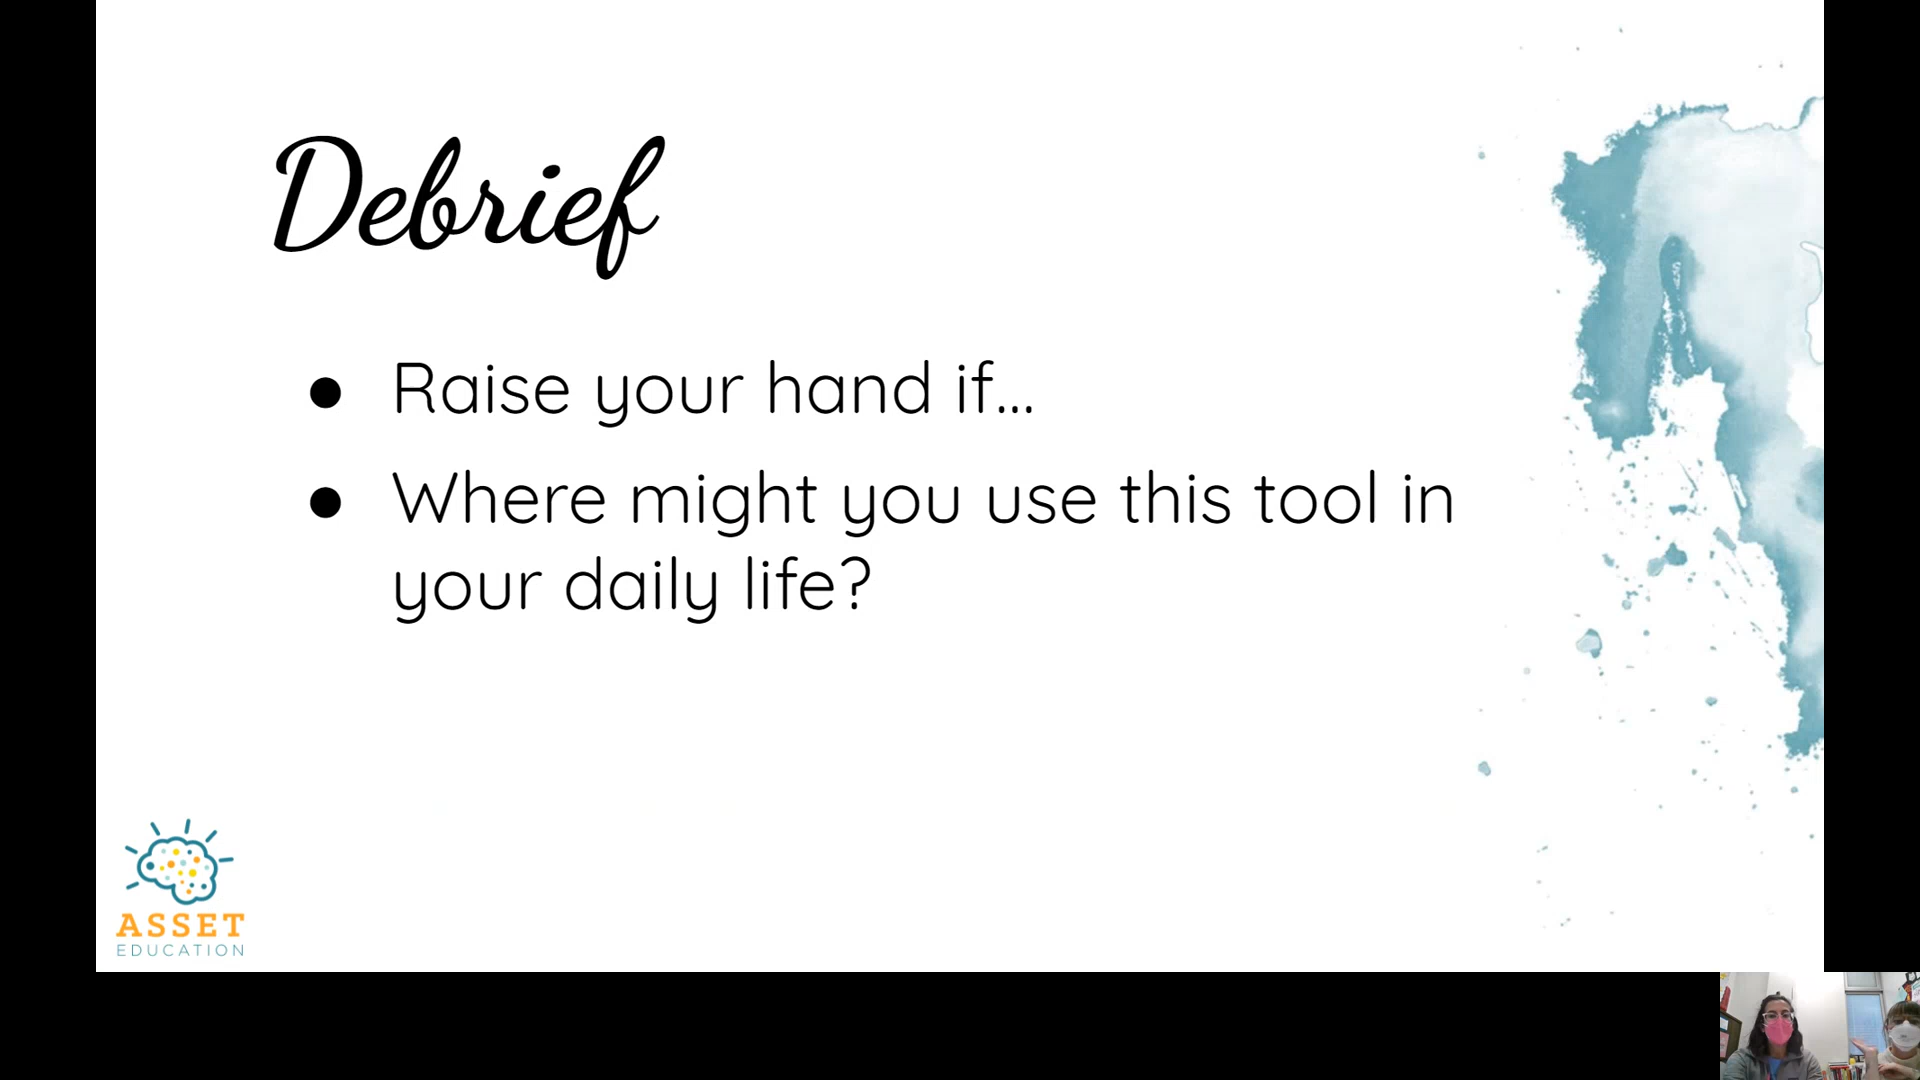 Debrief
● Raise your hand if...
● Where might you use this tool in
your daily life?
ASSET
EDUCATION